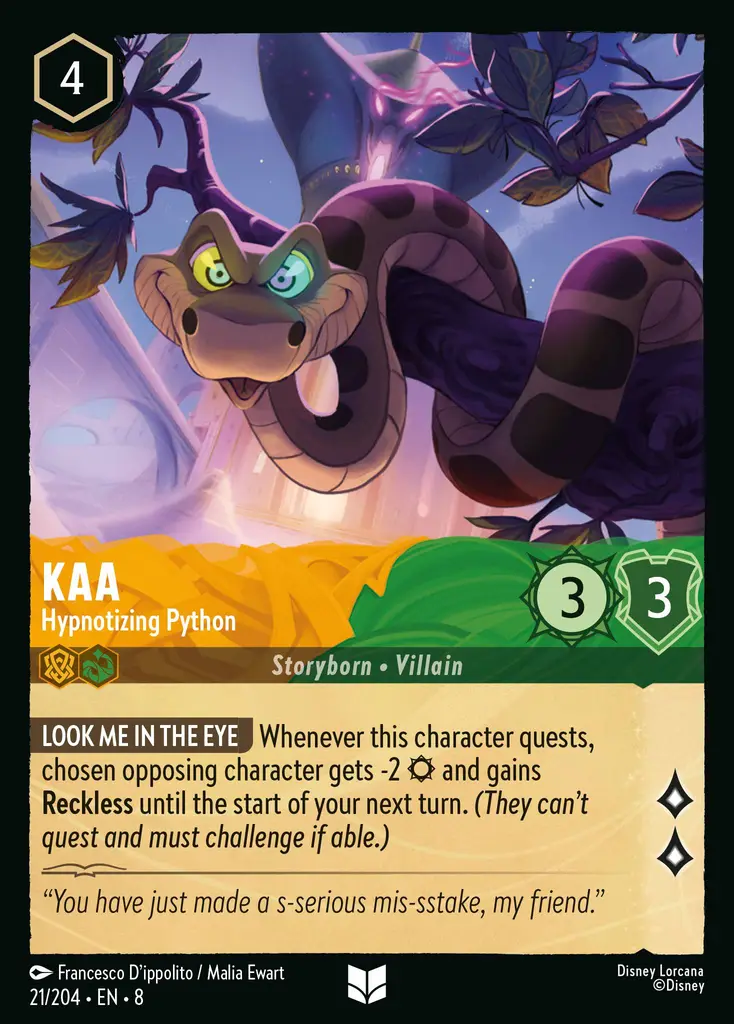 4
KAA
Hypnotizing Python
3
3
Storyborn • Villain
LOOK ME IN THE EYE Whenever this character quests,
chosen opposing character gets -2 and gains
Reckless until the start of your next turn. (They can't
quest and must challenge if able.)
“You have just made a s-serious mis-sstake, my friend.”
Francesco D'ippolito / Malia Ewart
21/204 • EN • 8
Disney Lorcana
©Disney